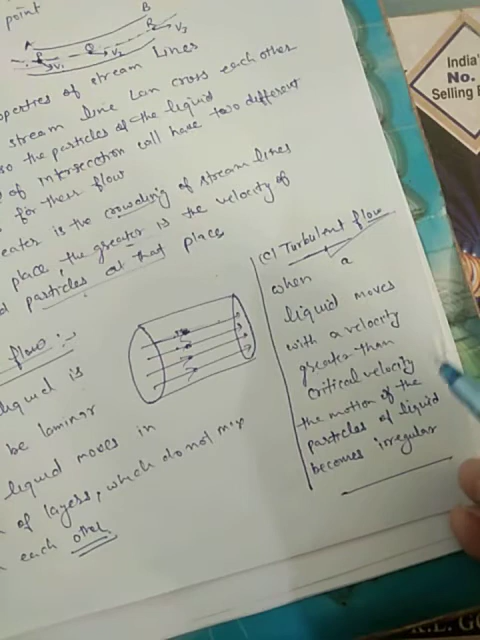 point
A
B
P
Q
R
V₁
V₂
V₃
of stream lines
stream line can cross each other
so the particles of the liquid
of intersection will have two different
for their flow
eater is the crowding of stream lines
place, the greater is the velocity of
particles at that place
flow :-
liquid is
be laminar
liquid moves in
of layers, which do not mix
each other
(c) Turbulent flow
when a
liquid moves
with a velocity
greater than
critical velocity
the motion of the
particles of liquid
becomes irregular
India's
No.
Selling